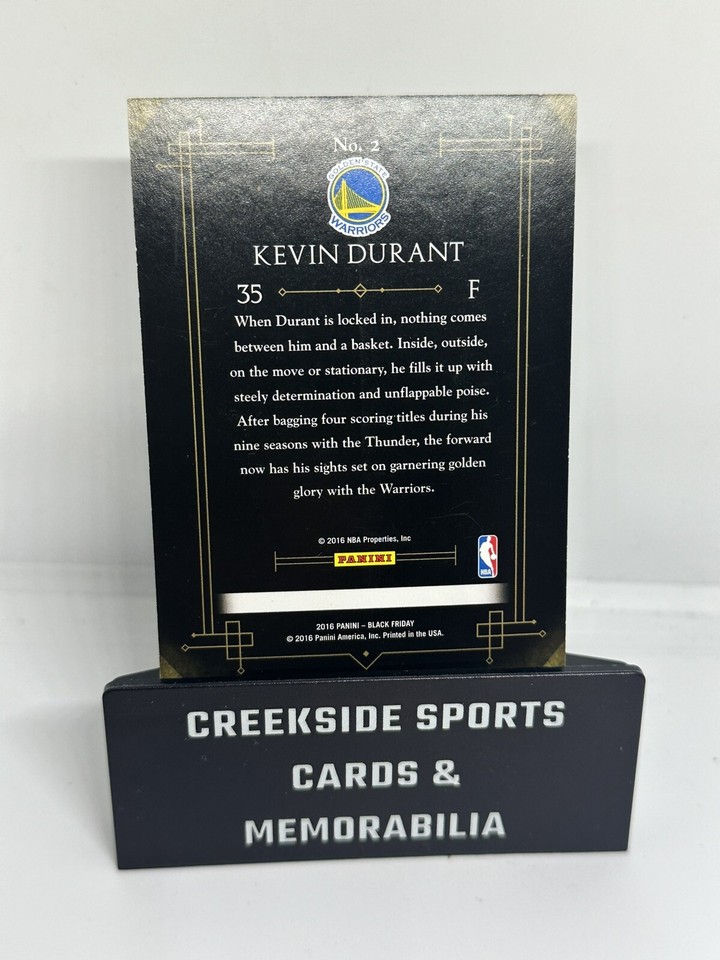 No. 2
GOLDEN STATE
WARRIORS
KEVIN DURANT
35 F
When Durant is locked in, nothing comes
between him and a basket. Inside, outside,
on the move or stationary, he fills it up with
steely determination and unflappable poise.
After bagging four scoring titles during his
nine seasons with the Thunder, the forward
now has his sights set on garnering golden
glory with the Warriors.
© 2016 NBA Properties, Inc
PANINI
NBA
2016 PANINI – BLACK FRIDAY
© 2016 Panini America, Inc. Printed in the USA.
CREEKSIDE SPORTS
CARDS &
MEMORABILIA